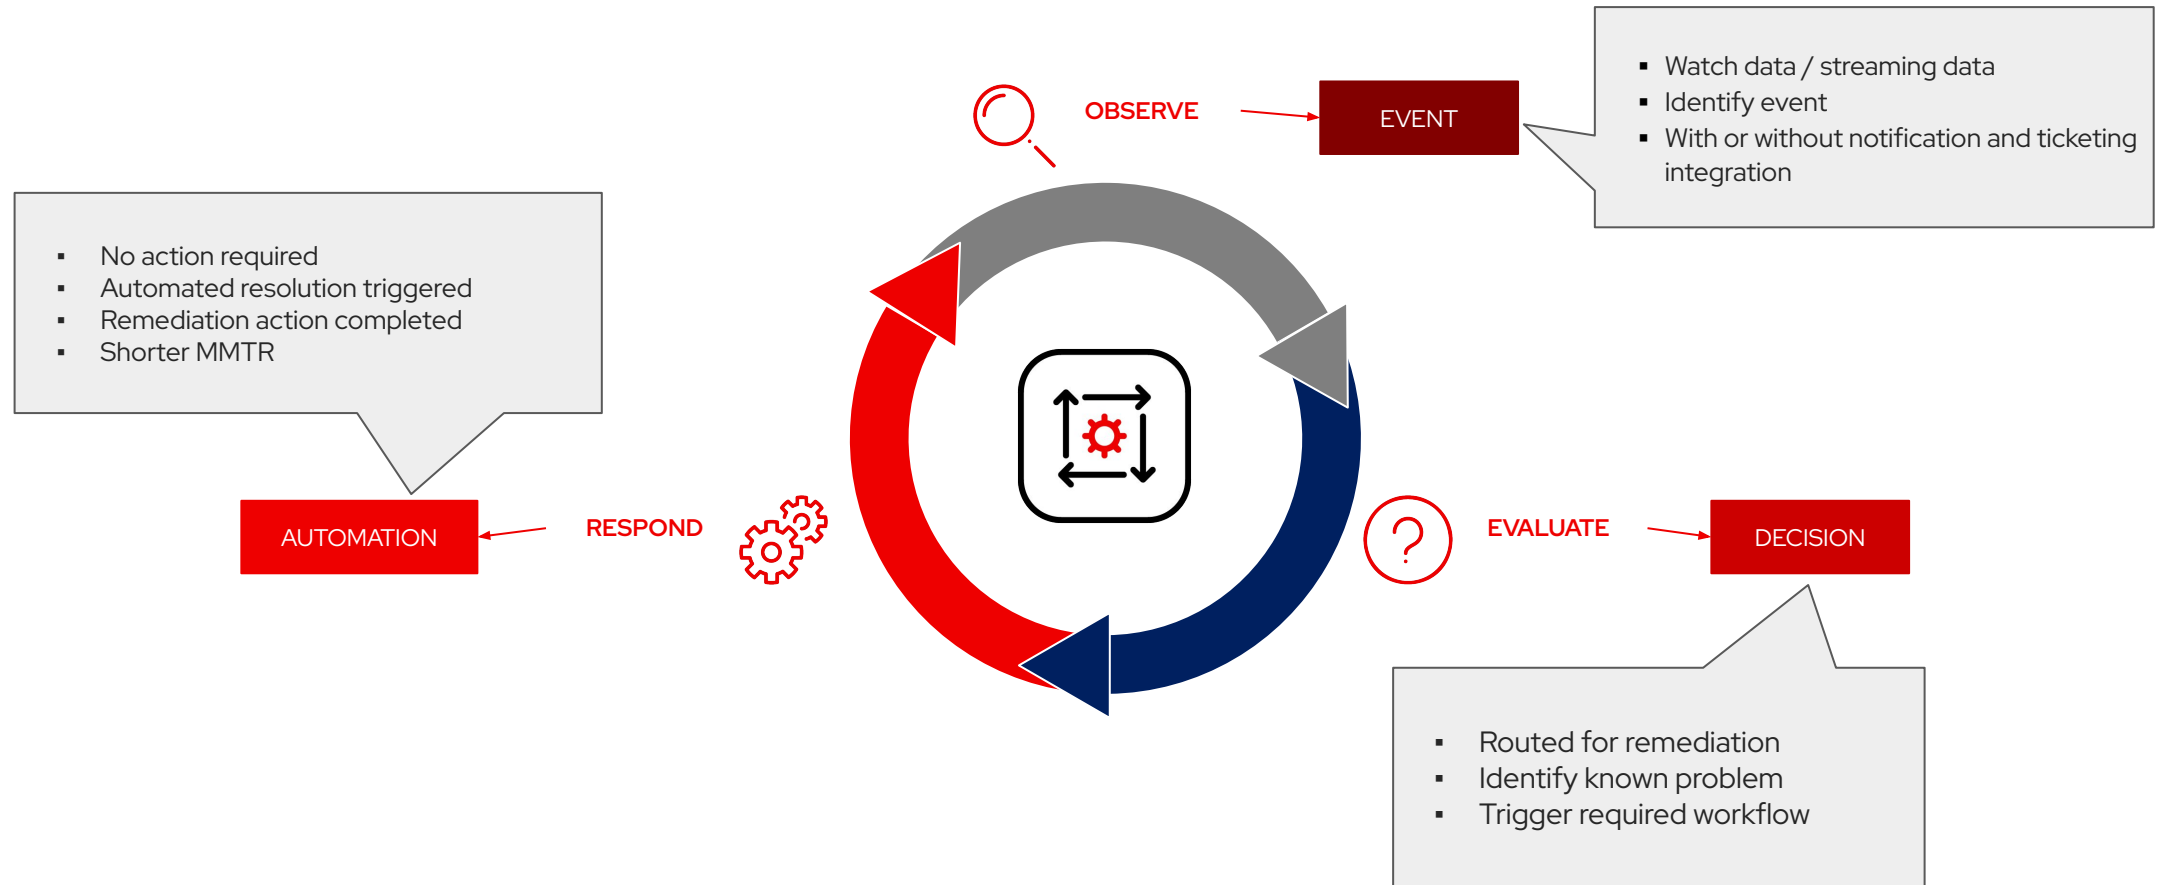 OBSERVE
EVENT
▪ Watch data / streaming data
▪ Identify event
▪ With or without notification and ticketing
integration
▪ No action required
▪ Automated resolution triggered
▪ Remediation action completed
▪ Shorter MMTR
AUTOMATION
RESPOND
EVALUATE
DECISION
▪ Routed for remediation
▪ Identify known problem
▪ Trigger required workflow